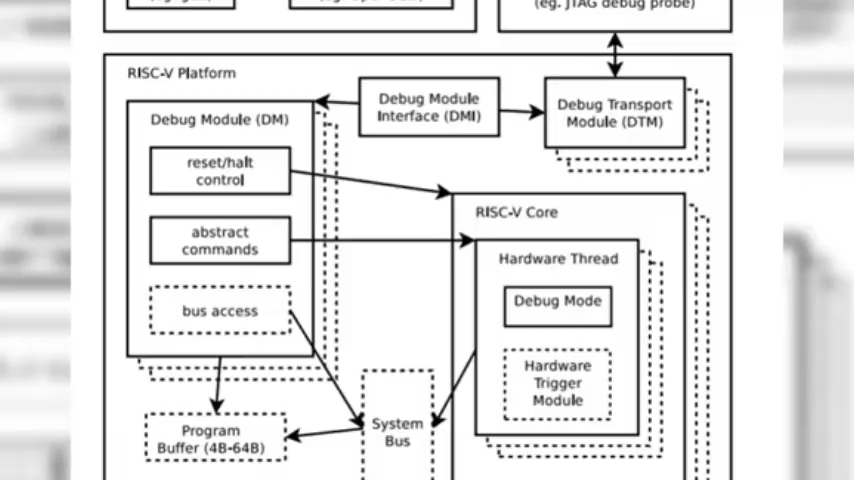 (eg. JTAG debug probe)
RISC-V Platform
Debug Module
Interface (DMI)
Debug Transport
Module (DTM)
Debug Module (DM)
reset/halt
control
abstract
commands
bus access
RISC-V Core
Hardware Thread
Debug Mode
Hardware
Trigger
Module
System
Bus
Program
Buffer (4B-64B)